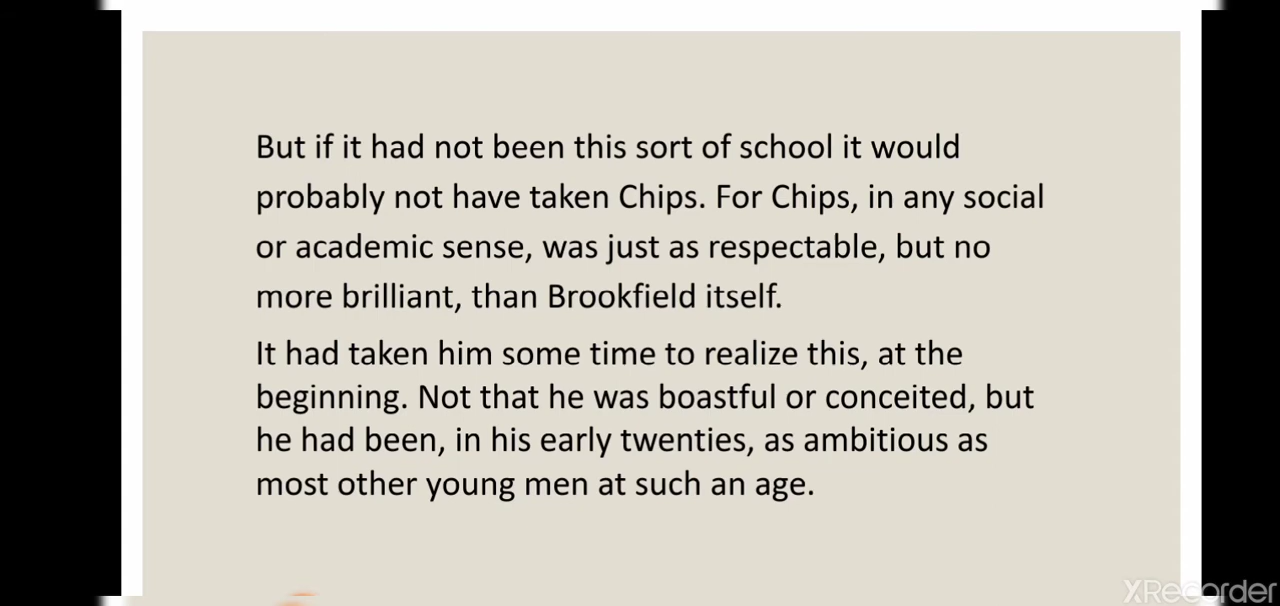 But if it had not been this sort of school it would
probably not have taken Chips. For Chips, in any social
or academic sense, was just as respectable, but no
more brilliant, than Brookfield itself.
It had taken him some time to realize this, at the
beginning. Not that he was boastful or conceited, but
he had been, in his early twenties, as ambitious as
most other young men at such an age.
XRecorder